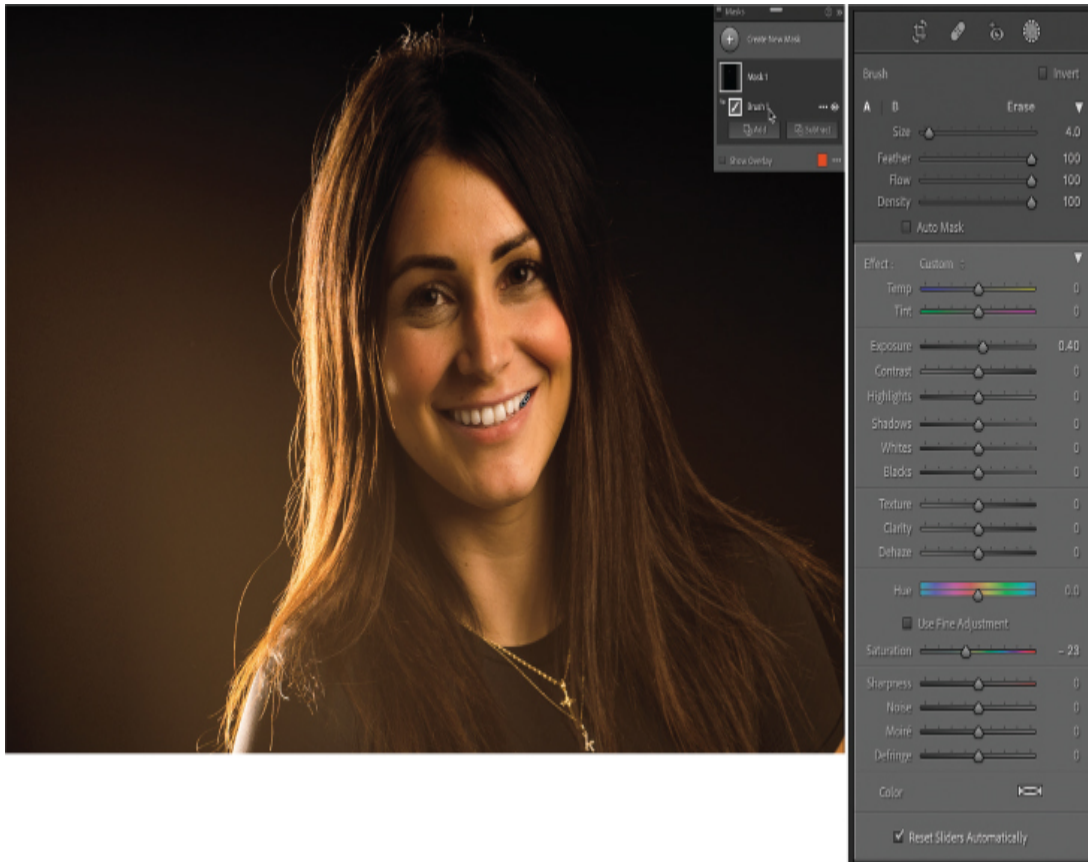 Masks
Create New Mask
Mask 1
Brush 1
Add Subtract
Show Overlay
Brush Invert
A B Erase
Size 4.0
Feather 100
Flow 100
Density 100
Auto Mask
Effect : Custom
Temp 0
Tint 0
Exposure 0.40
Contrast 0
Highlights 0
Shadows 0
Whites 0
Blacks 0
Texture 0
Clarity 0
Dehaze 0
Hue 0.0
Use Fine Adjustment
Saturation – 23
Sharpness 0
Noise 0
Moiré 0
Defringe 0
Color
Reset Sliders Automatically